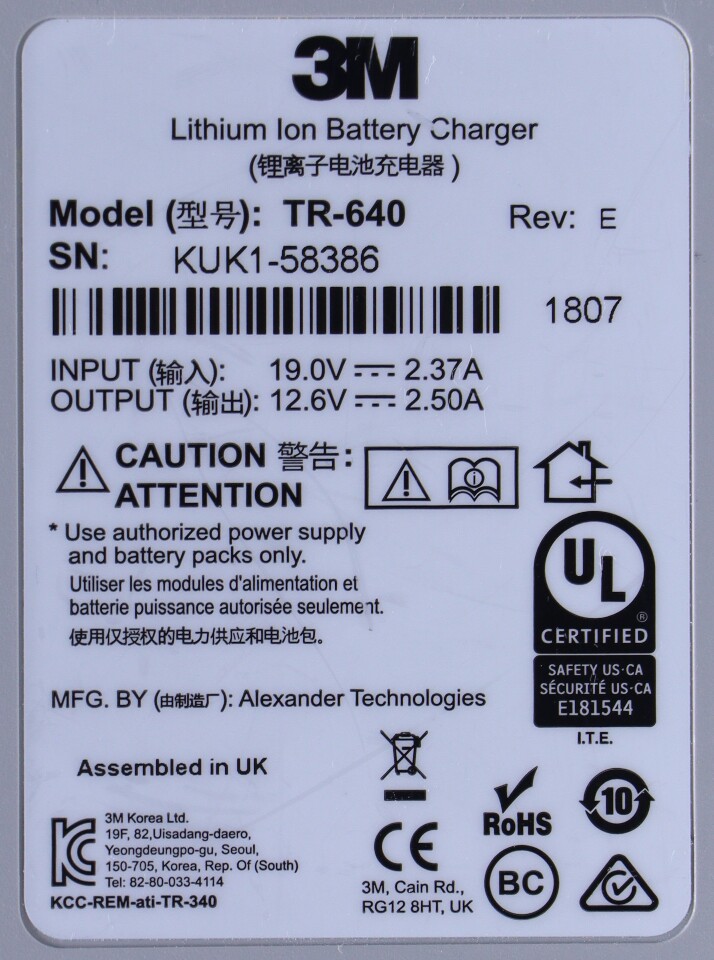 3M
Lithium Ion Battery Charger
(锂离子电池充电器)
Model (型号): TR-640 Rev: E
SN: KUK1-58386
1807
INPUT (输入): 19.0V 2.37A
OUTPUT (输出): 12.6V 2.50A
CAUTION 警告:
ATTENTION
* Use authorized power supply
and battery packs only.
Utiliser les modules d'alimentation et
batterie puissance autorisée seulement.
使用仅授权的电力供应和电池包。
UL
®
CERTIFIED
SAFETY US·CA
SÉCURITÉ US·CA
E181544
I.T.E.
MFG. BY (由制造厂): Alexander Technologies
Assembled in UK
3M Korea Ltd.
19F, 82,Uisadang-daero,
Yeongdeungpo-gu, Seoul,
150-705, Korea, Rep. Of (South)
Tel: 82-80-033-4114
KCC-REM-ati-TR-340
CE
3M, Cain Rd.,
RG12 8HT, UK
RoHS
10
BC